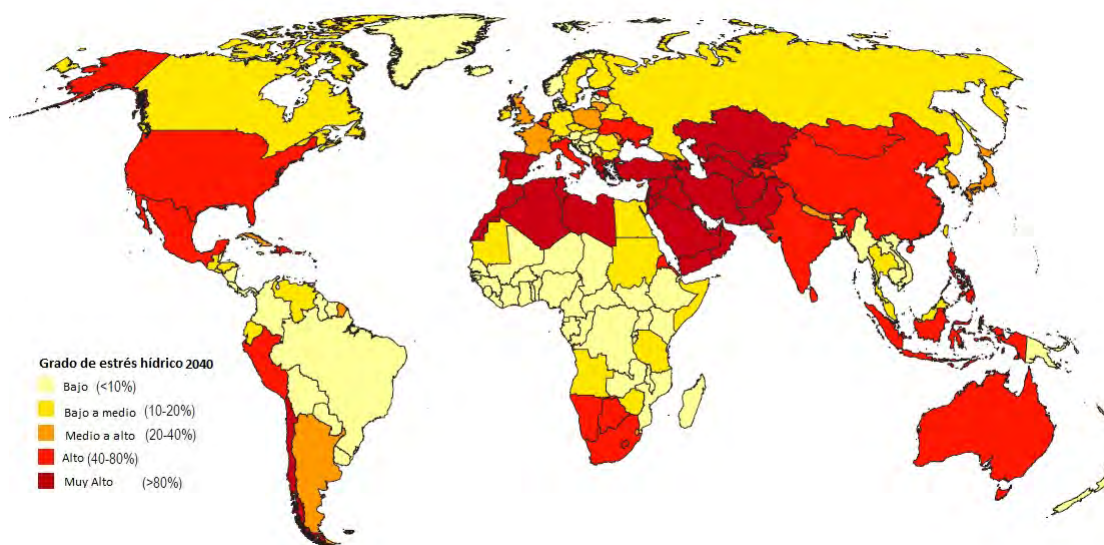 Grado de estrés hídrico 2040
Bajo (<10%)
Bajo a medio (10-20%)
Medio a alto (20-40%)
Alto (40-80%)
Muy Alto (>80%)